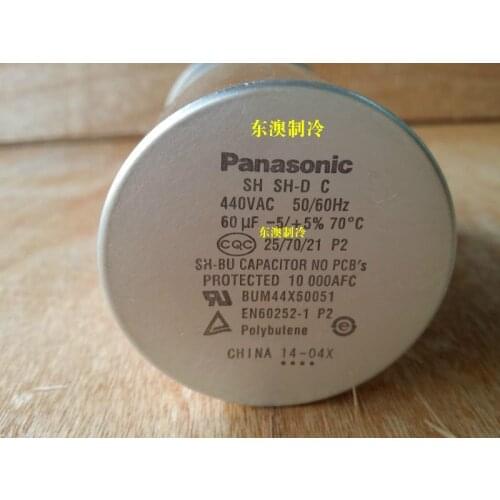 东澳制冷
Panasonic
SH SH-D C
440VAC 50/60Hz
60 µF -5/+5% 70°C
东澳制冷
CQC 25/70/21 P2
SH-BU CAPACITOR NO PCB's
PROTECTED 10 000AFC
BUM44X50051
EN60252-1 P2
Polybutene
CHINA 14-04X